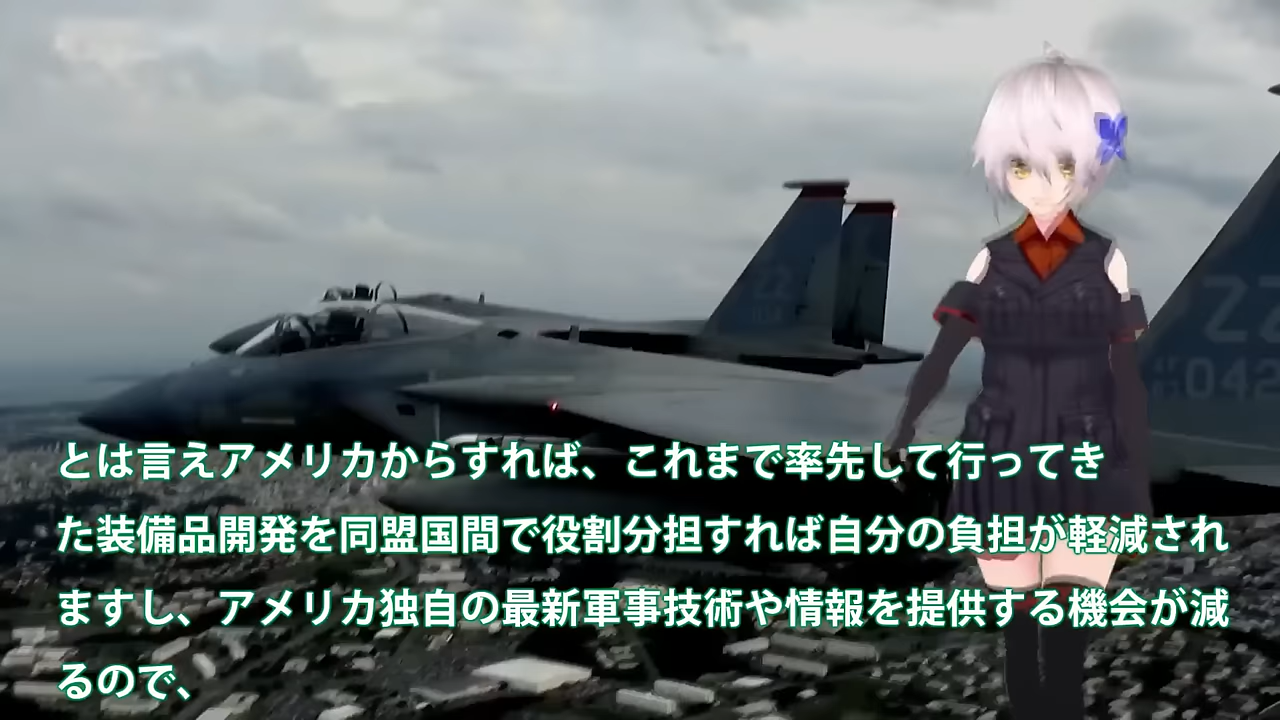 ZZ
ZZ
042
とは言えアメリカからすれば、これまで率先して行ってき
た装備品開発を同盟国間で役割分担すれば自分の負担が軽減され
ますし、アメリカ独自の最新軍事技術や情報を提供する機会が減
るので、